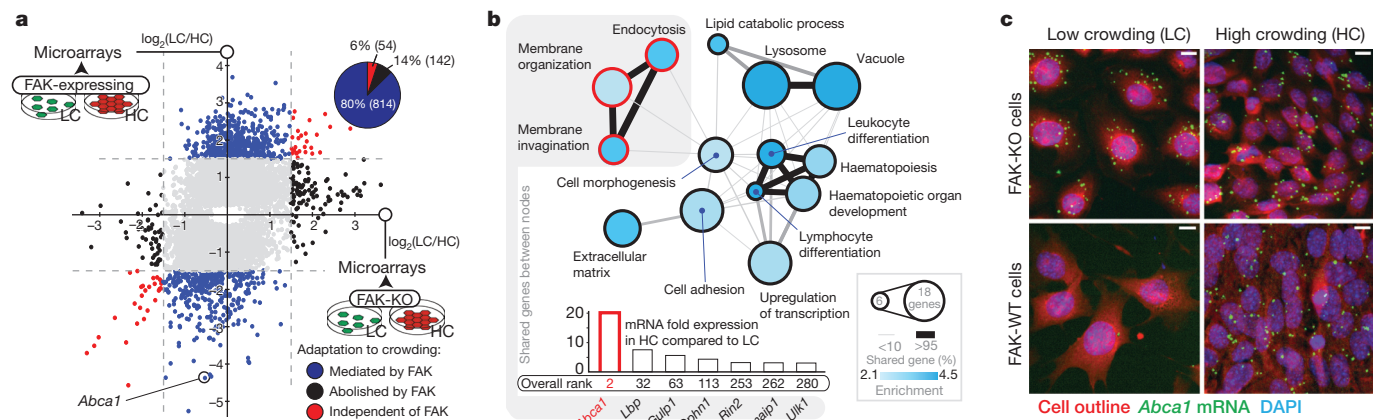 a
log2(LC/HC)
Microarrays
FAK-expressing
LC
HC
6% (54)
14% (142)
80% (814)
4
3
2
1
-3
-2
-1
0
1
2
3
-1
-2
-3
-4
-5
log2(LC/HC)
Microarrays
FAK-KO
LC
HC
Adaptation to crowding:
Mediated by FAK
Abolished by FAK
Independent of FAK
Abca1
b
Endocytosis
Membrane
organization
Membrane
invagination
Lipid catabolic process
Lysosome
Vacuole
Leukocyte
differentiation
Haematopoiesis
Haematopoietic organ
development
Lymphocyte
differentiation
Cell morphogenesis
Extracellular
matrix
Cell adhesion
Upregulation
of transcription
Shared genes between nodes
20
10
0
mRNA fold expression
in HC compared to LC
Overall rank 2 32 63 113 253 262 280
Abca1 Lbp Gulp1 Rin2 Ulk1
6
18
genes
<10 >95
Shared gene (%)
2.1 4.5
Enrichment
c
Low crowding (LC)
High crowding (HC)
FAK-KO cells
FAK-WT cells
Cell outline Abca1 mRNA DAPI